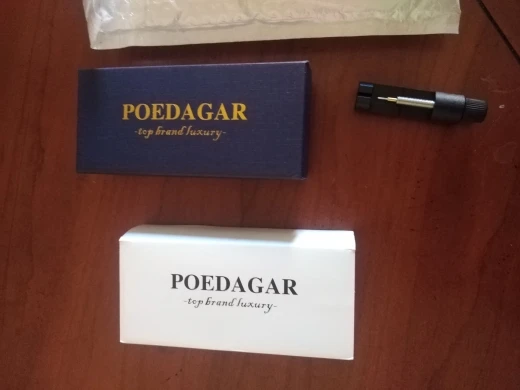 POEDAGAR
-top brand luxury-
POEDAGAR
-top brand luxury-